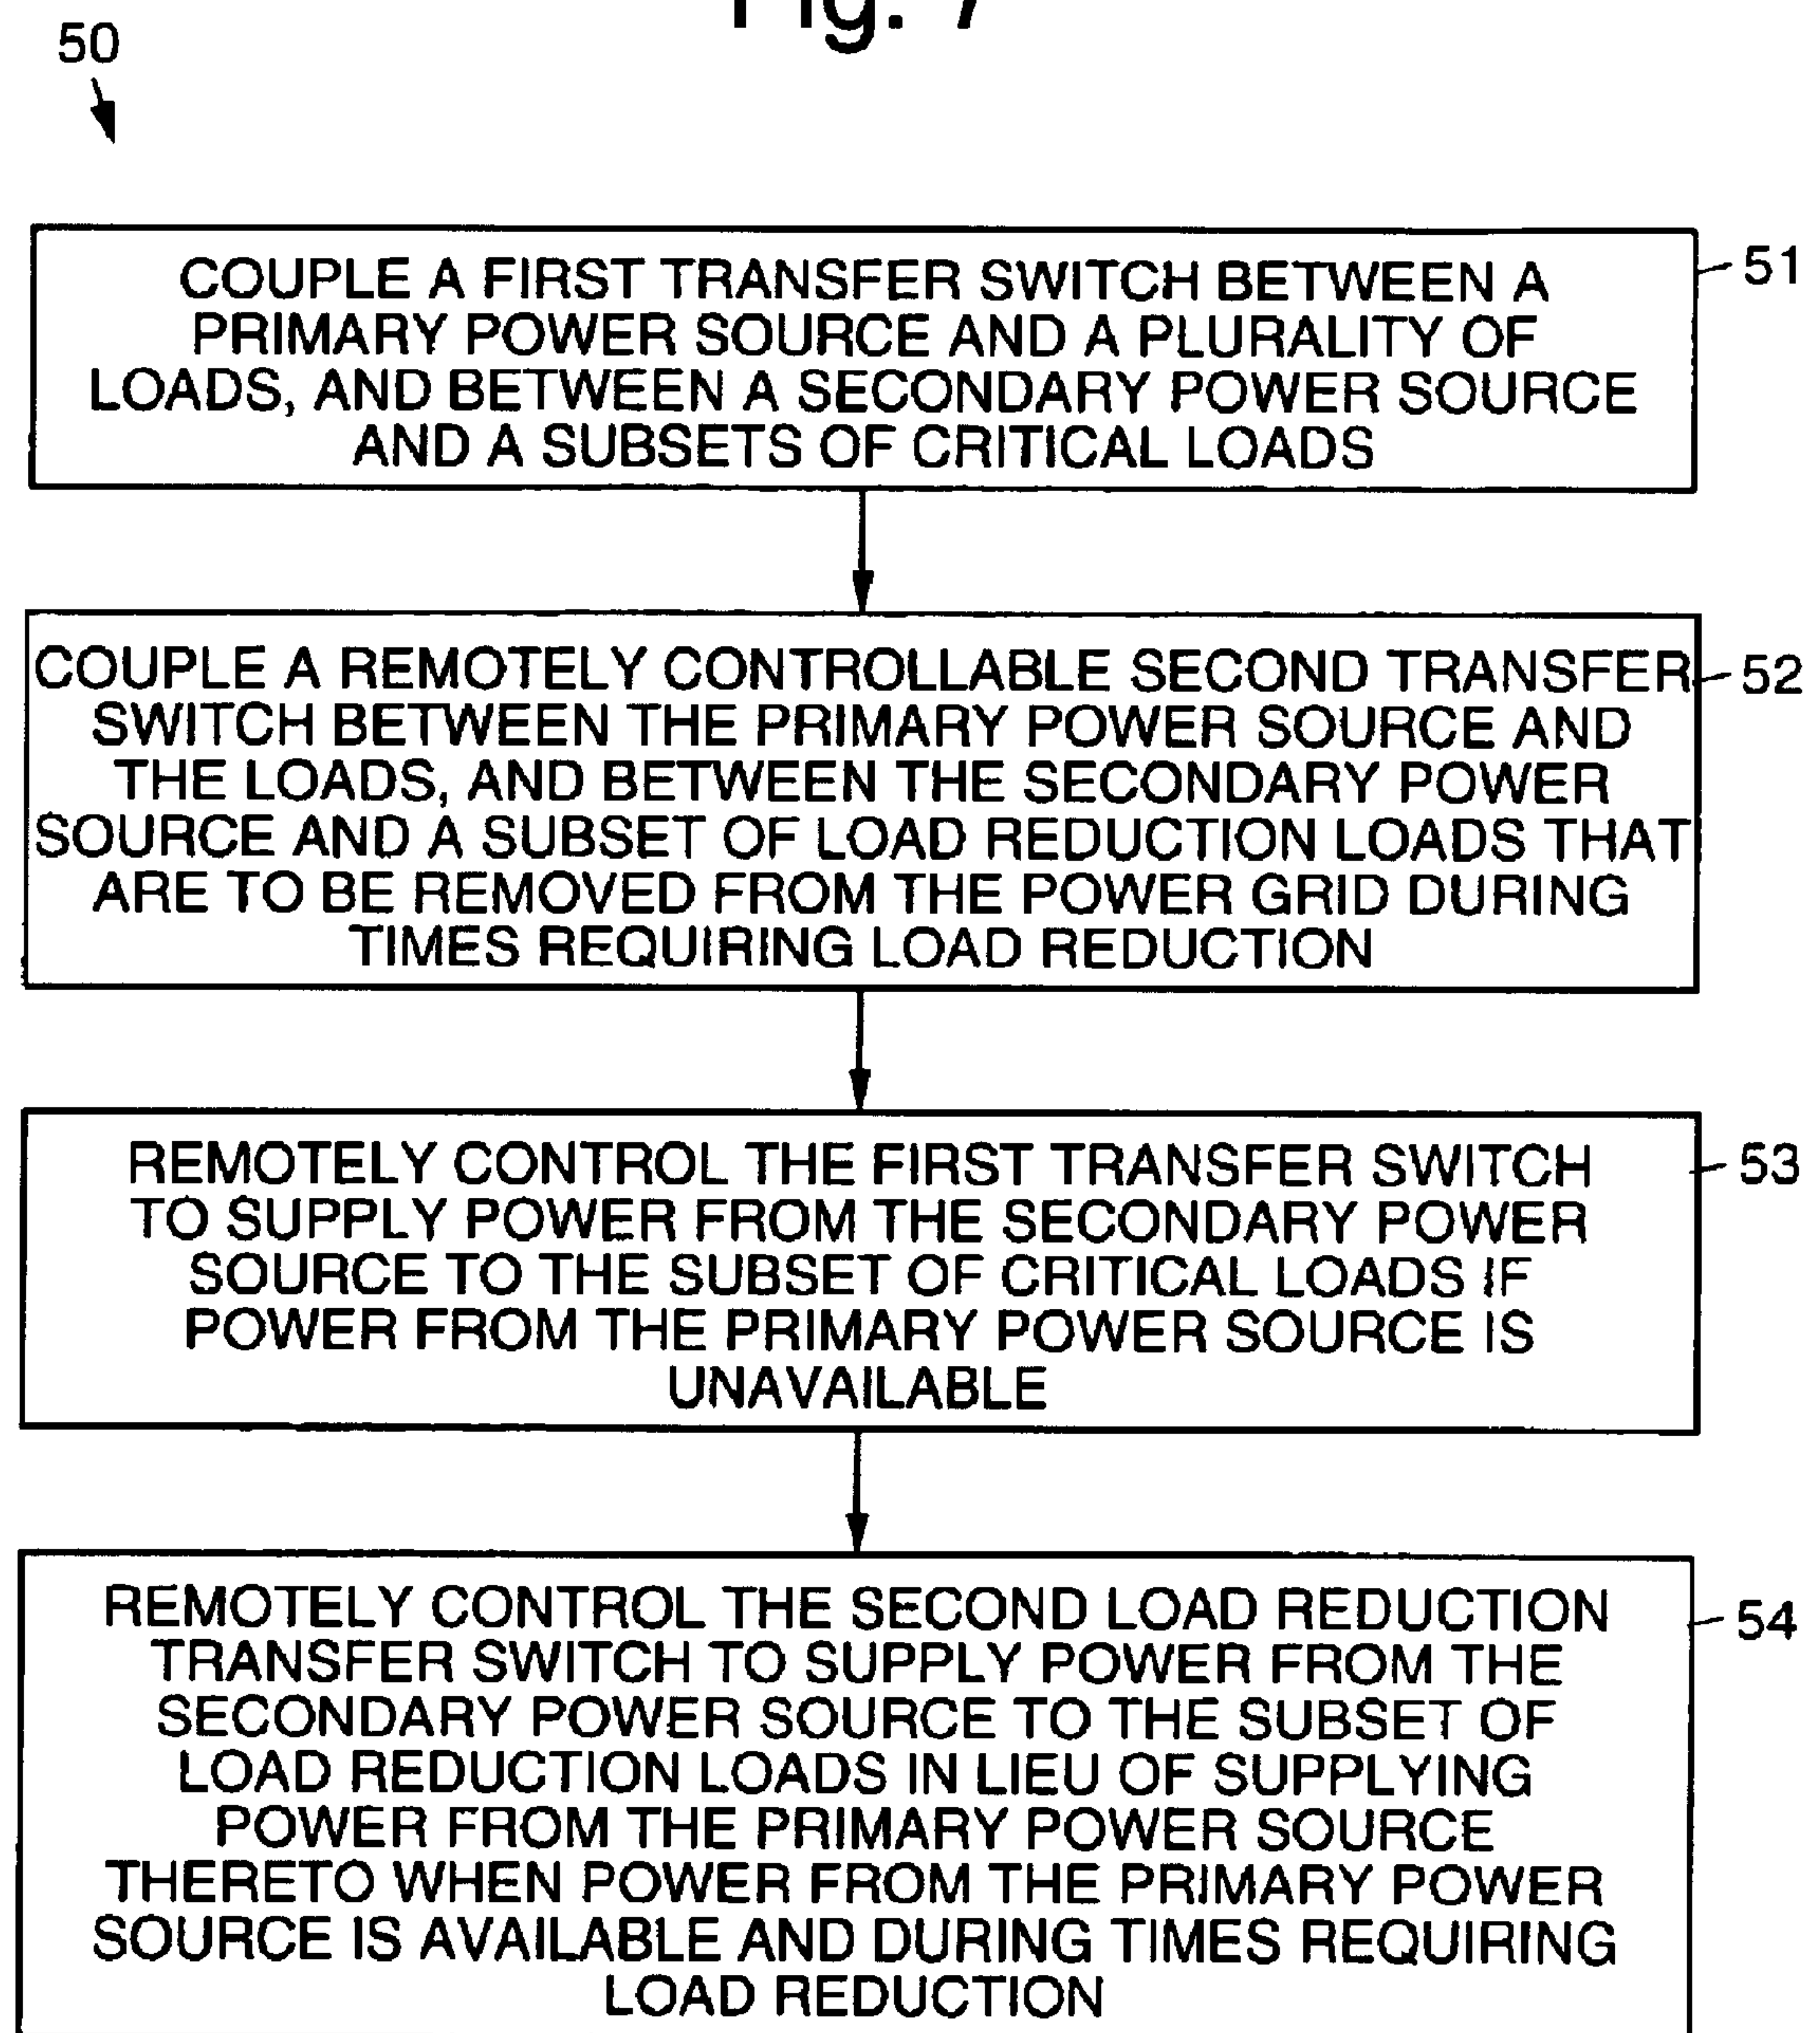 Fig. 7
50
COUPLE A FIRST TRANSFER SWITCH BETWEEN A
PRIMARY POWER SOURCE AND A PLURALITY OF
LOADS, AND BETWEEN A SECONDARY POWER SOURCE
AND A SUBSETS OF CRITICAL LOADS
51
COUPLE A REMOTELY CONTROLLABLE SECOND TRANSFER
SWITCH BETWEEN THE PRIMARY POWER SOURCE AND
THE LOADS, AND BETWEEN THE SECONDARY POWER
SOURCE AND A SUBSET OF LOAD REDUCTION LOADS THAT
ARE TO BE REMOVED FROM THE POWER GRID DURING
TIMES REQUIRING LOAD REDUCTION
52
REMOTELY CONTROL THE FIRST TRANSFER SWITCH
TO SUPPLY POWER FROM THE SECONDARY POWER
SOURCE TO THE SUBSET OF CRITICAL LOADS IF
POWER FROM THE PRIMARY POWER SOURCE IS
UNAVAILABLE
53
REMOTELY CONTROL THE SECOND LOAD REDUCTION
TRANSFER SWITCH TO SUPPLY POWER FROM THE
SECONDARY POWER SOURCE TO THE SUBSET OF
LOAD REDUCTION LOADS IN LIEU OF SUPPLYING
POWER FROM THE PRIMARY POWER SOURCE
THERETO WHEN POWER FROM THE PRIMARY POWER
SOURCE IS AVAILABLE AND DURING TIMES REQUIRING
LOAD REDUCTION
54